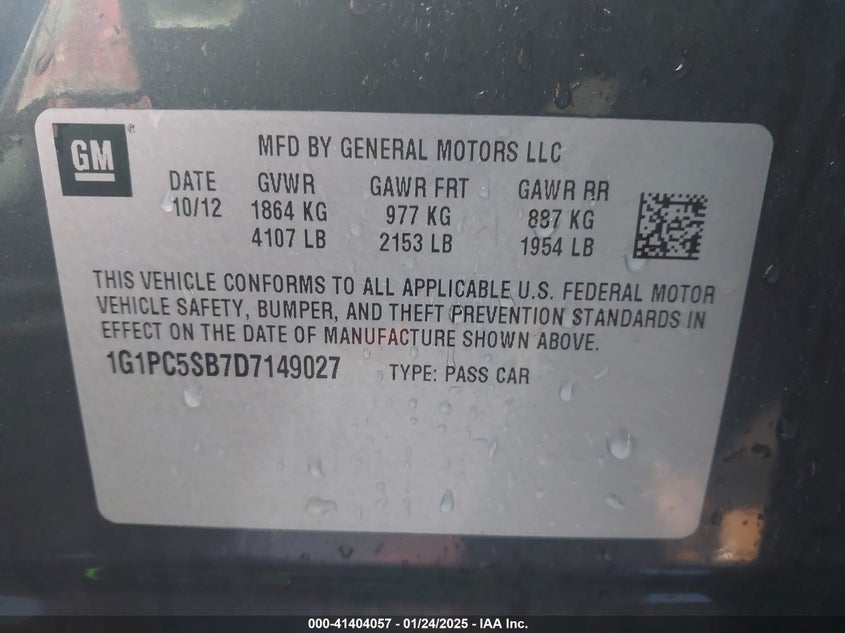 GM
MFD BY GENERAL MOTORS LLC
DATE GVWR GAWR FRT GAWR RR
10/12 1864 KG 977 KG 887 KG
4107 LB 2153 LB 1954 LB
THIS VEHICLE CONFORMS TO ALL APPLICABLE U.S. FEDERAL MOTOR
VEHICLE SAFETY, BUMPER, AND THEFT PREVENTION STANDARDS IN
EFFECT ON THE DATE OF MANUFACTURE SHOWN ABOVE.
1G1PC5SB7D7149027 TYPE: PASS CAR
000-41404057 — 01/24/2025 — IAA Inc.